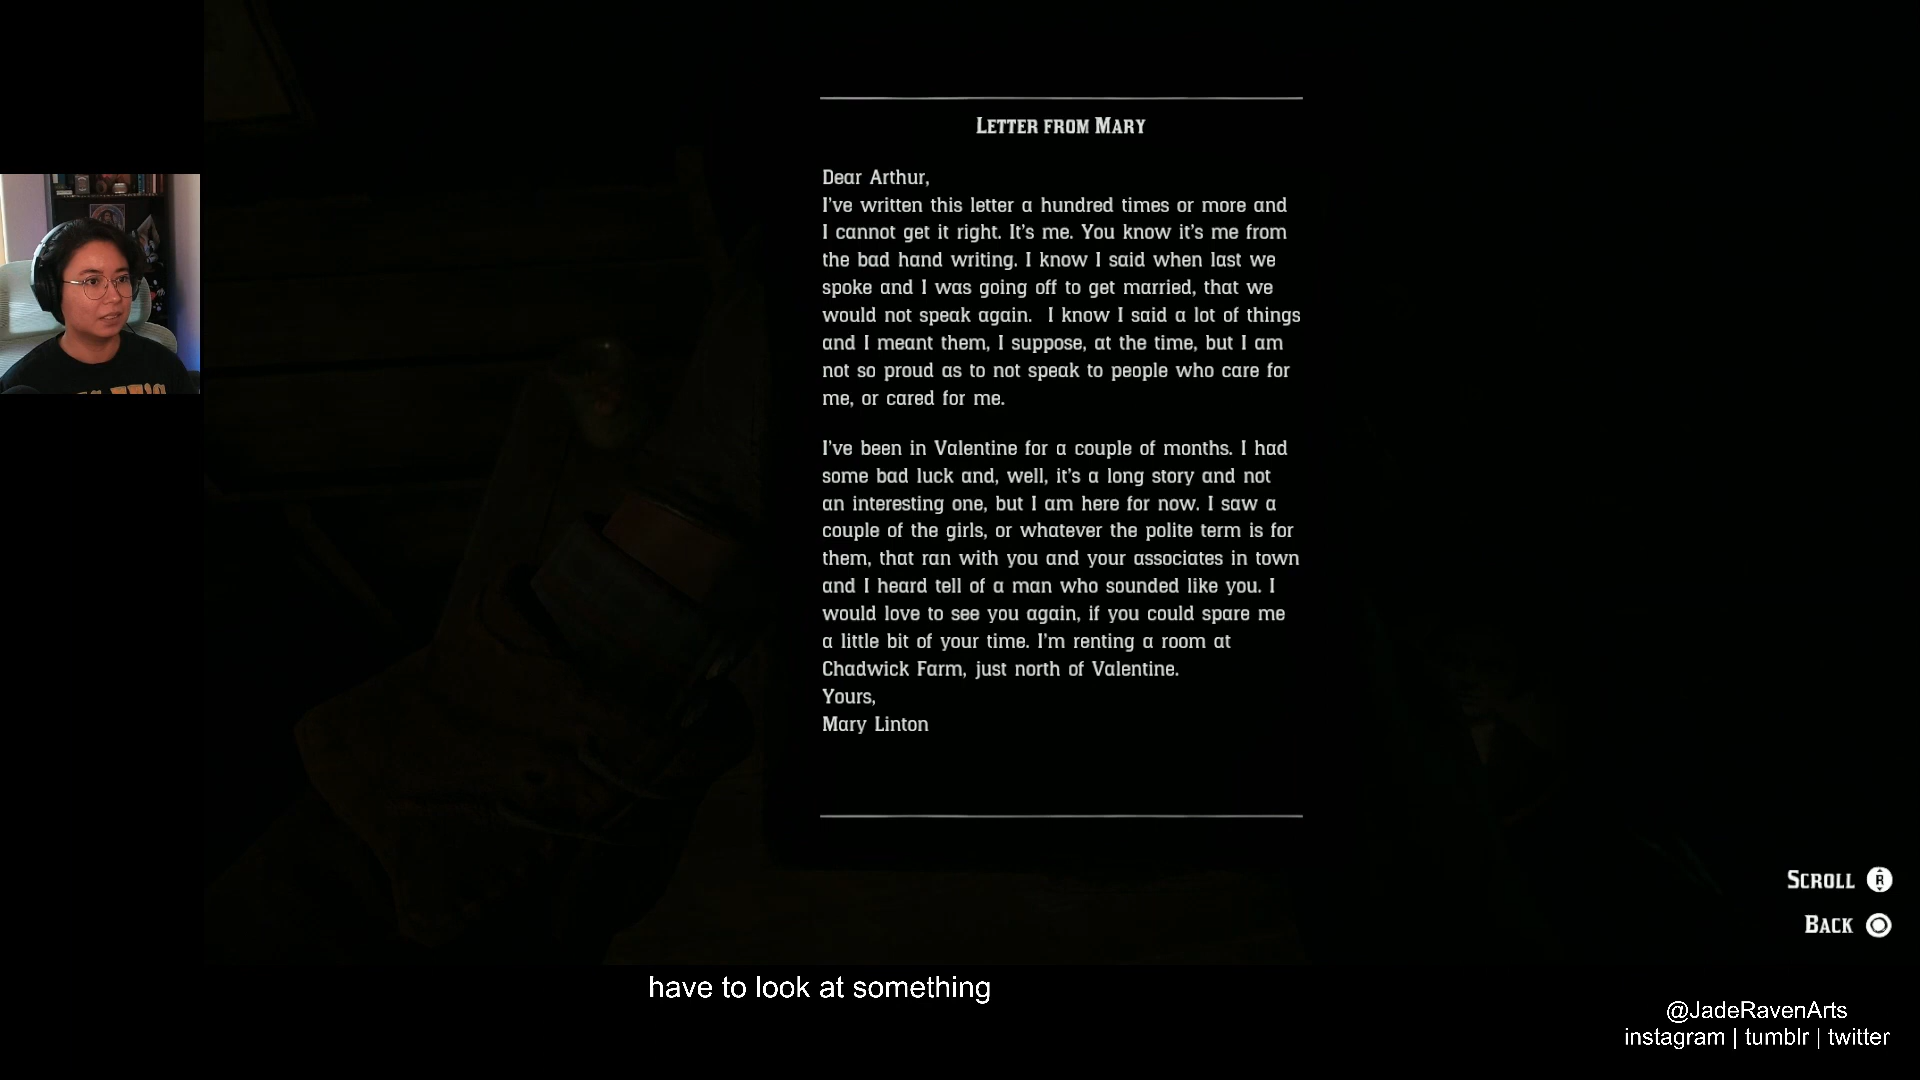 LETTER FROM MARY
Dear Arthur,
I've written this letter a hundred times or more and
I cannot get it right. It's me. You know it's me from
the bad hand writing. I know I said when last we
spoke and I was going off to get married, that we
would not speak again. I know I said a lot of things
and I meant them, I suppose, at the time, but I am
not so proud as to not speak to people who care for
me, or cared for me.
I've been in Valentine for a couple of months. I had
some bad luck and, well, it's a long story and not
an interesting one, but I am here for now. I saw a
couple of the girls, or whatever the polite term is for
them, that ran with you and your associates in town
and I heard tell of a man who sounded like you. I
would love to see you again, if you could spare me
a little bit of your time. I'm renting a room at
Chadwick Farm, just north of Valentine.
Yours,
Mary Linton
SCROLL R
BACK
have to look at something
@JadeRavenArts
instagram | tumblr | twitter